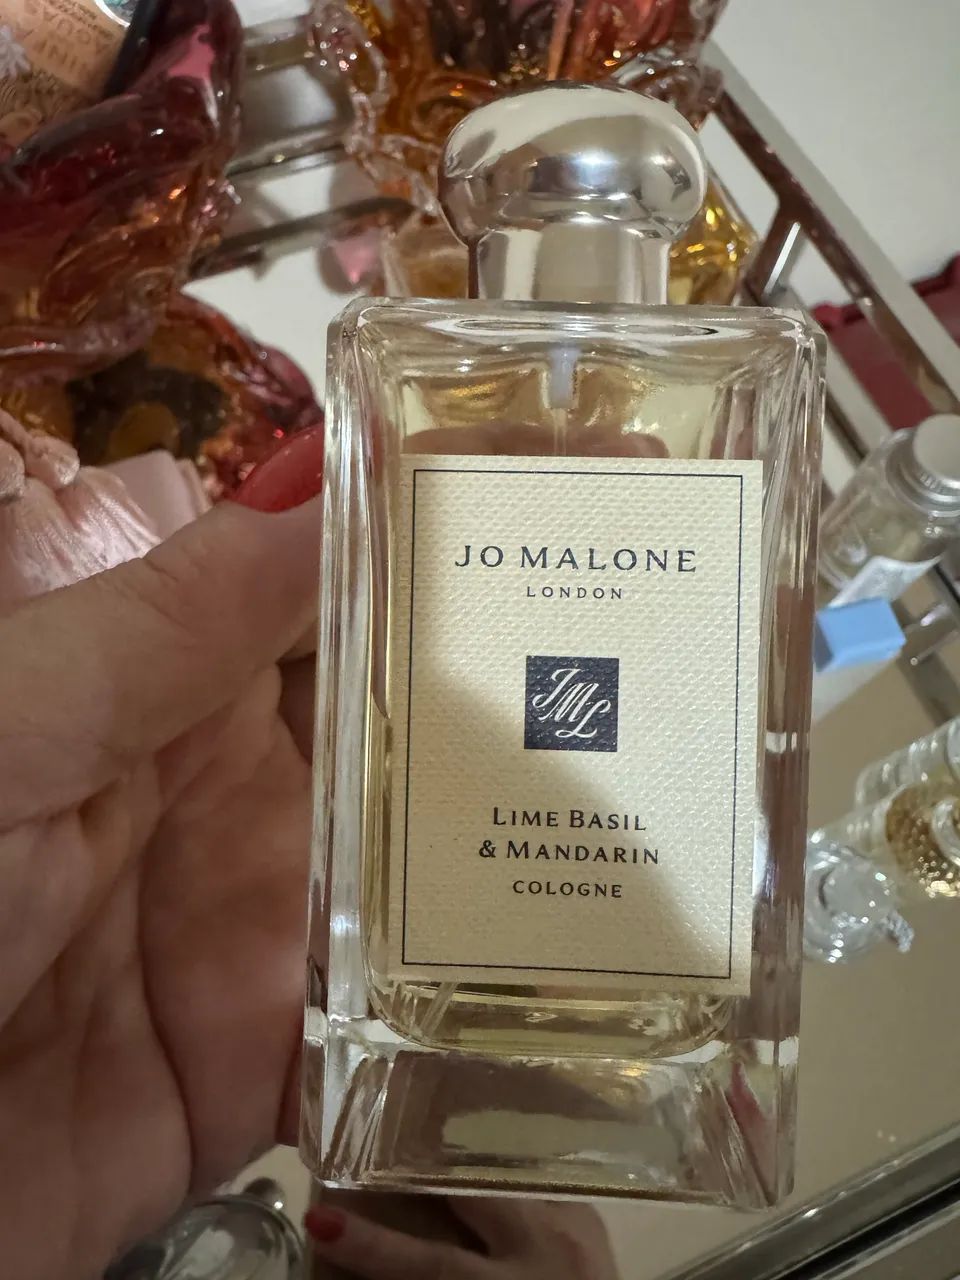 JO MALONE
LONDON
JML
LIME BASIL
& MANDARIN
COLOGNE